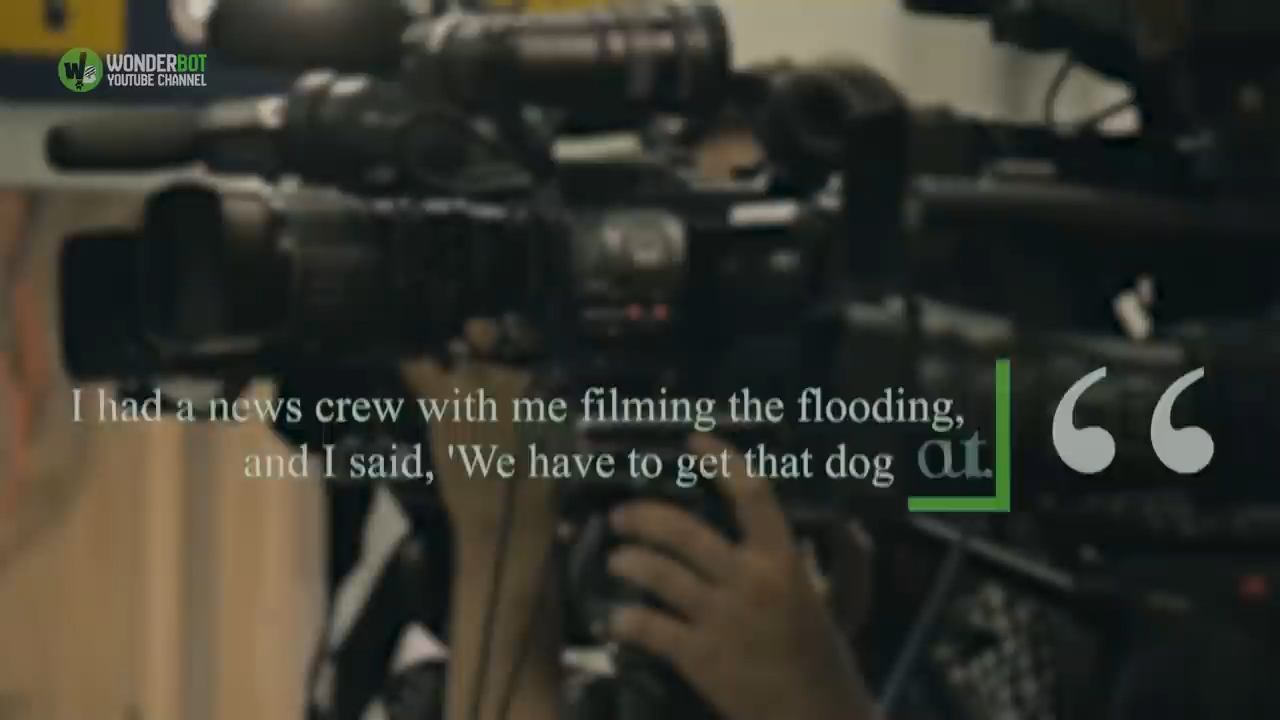 WONDERBOT
YOUTUBE CHANNEL
I had a news crew with me filming the flooding,
and I said, 'We have to get that dog